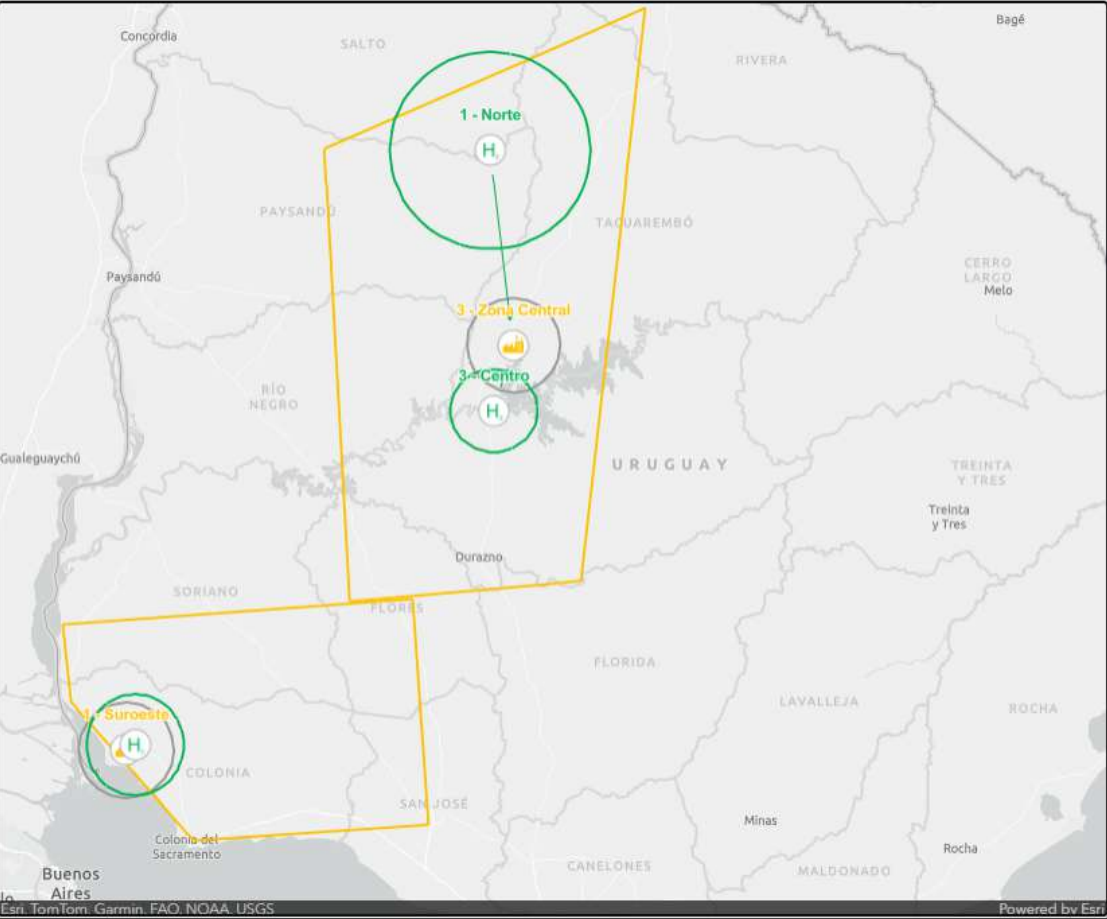 Concordia
SALTO
Bagé
RIVERA
1 - Norte
H₂
PAYSANDÚ
TACUAREMBÓ
CERRO
LARGO
Melo
Paysandú
3 - Zona Central
3 - Centro
H₂
RÍO
NEGRO
Gualeguaychú
URUGUAY
TREINTA
Y TRES
Treinta
y Tres
Durazno
SORIANO
FLORES
FLORIDA
LAVALLEJA
ROCHA
1 - Suroeste
H₂
COLONIA
SAN JOSÉ
Colonia del
Sacramento
Minas
Rocha
CANELONES
MALDONADO
Buenos
Aires
Esri, TomTom, Garmin, FAO, NOAA, USGS
Powered by Esri